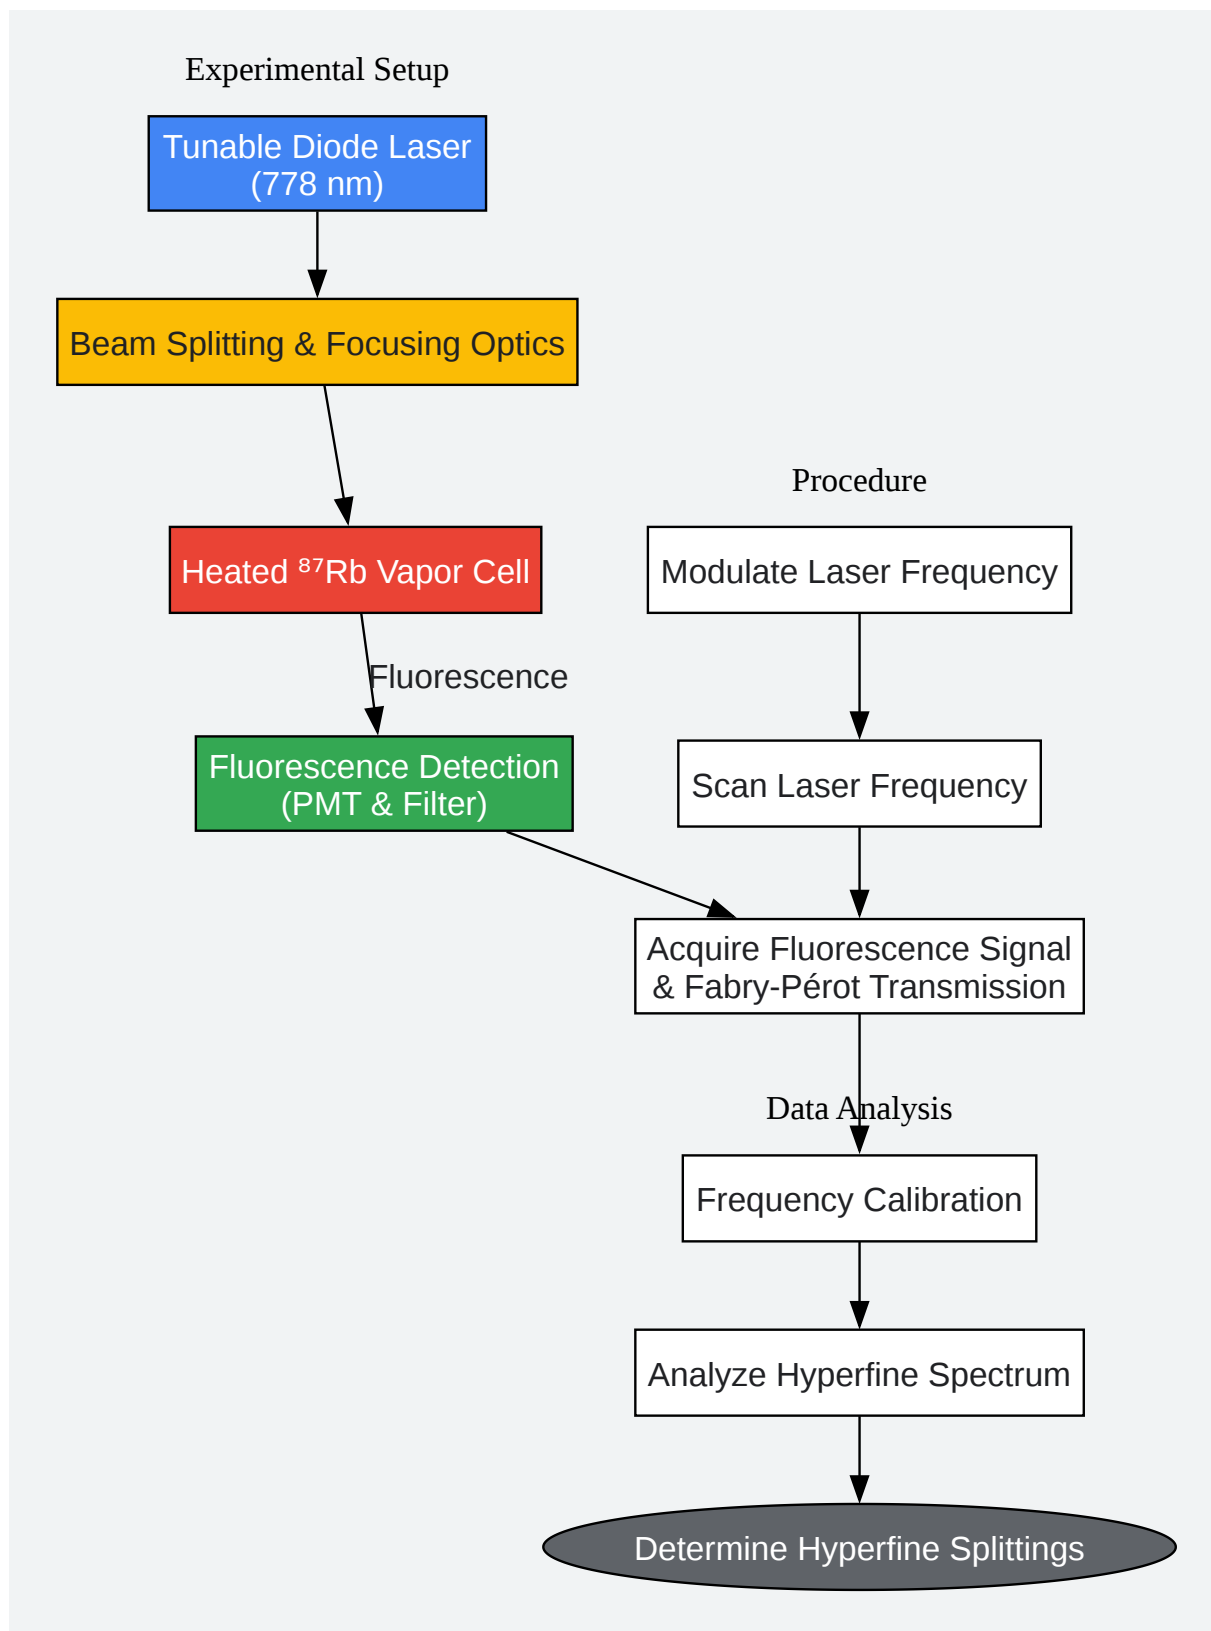 Experimental Setup
Tunable Diode Laser
(778 nm)
Beam Splitting & Focusing Optics
Heated ⁸⁷Rb Vapor Cell
Fluorescence
Fluorescence Detection
(PMT & Filter)
Procedure
Modulate Laser Frequency
Scan Laser Frequency
Acquire Fluorescence Signal
& Fabry-Pérot Transmission
Data Analysis
Frequency Calibration
Analyze Hyperfine Spectrum
Determine Hyperfine Splittings